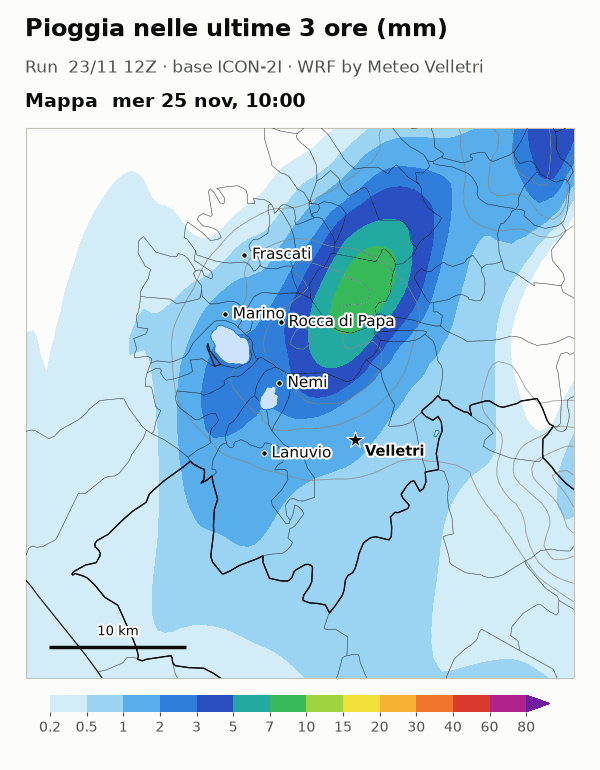 Pioggia nelle ultime 3 ore (mm)
Run  23/11 12Z · base ICON-2I · WRF by Meteo Velletri
Mappa  mer 25 nov, 10:00
Frascati
Marino
Rocca di Papa
Nemi
Velletri
Lanuvio
10 km
0.2 0.5 1 2 3 5 7 10 15 20 30 40 60 80